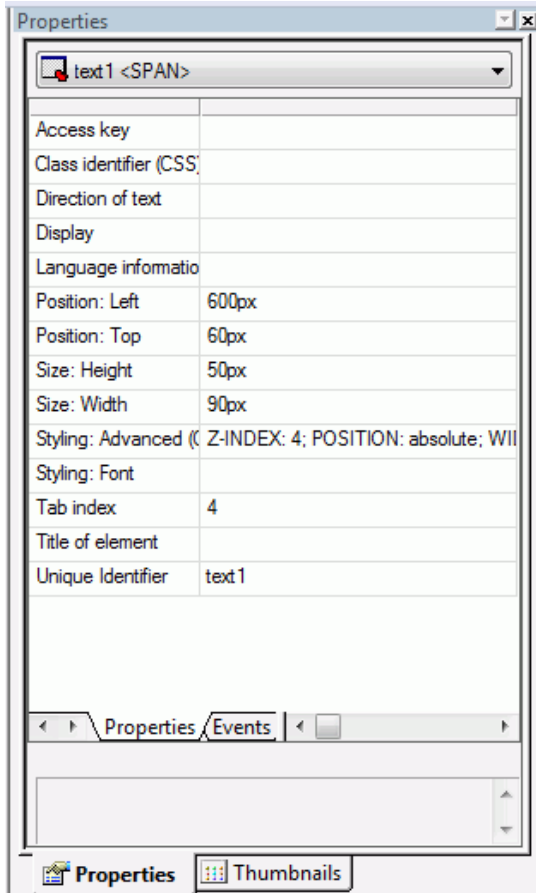 Properties
text1 <SPAN>
Access key
Class identifier (CSS)
Direction of text
Display
Language informatio
Position: Left 600px
Position: Top 60px
Size: Height 50px
Size: Width 90px
Styling: Advanced (C Z-INDEX: 4; POSITION: absolute; WI
Styling: Font
Tab index 4
Title of element
Unique Identifier text1
Properties Events
Properties Thumbnails